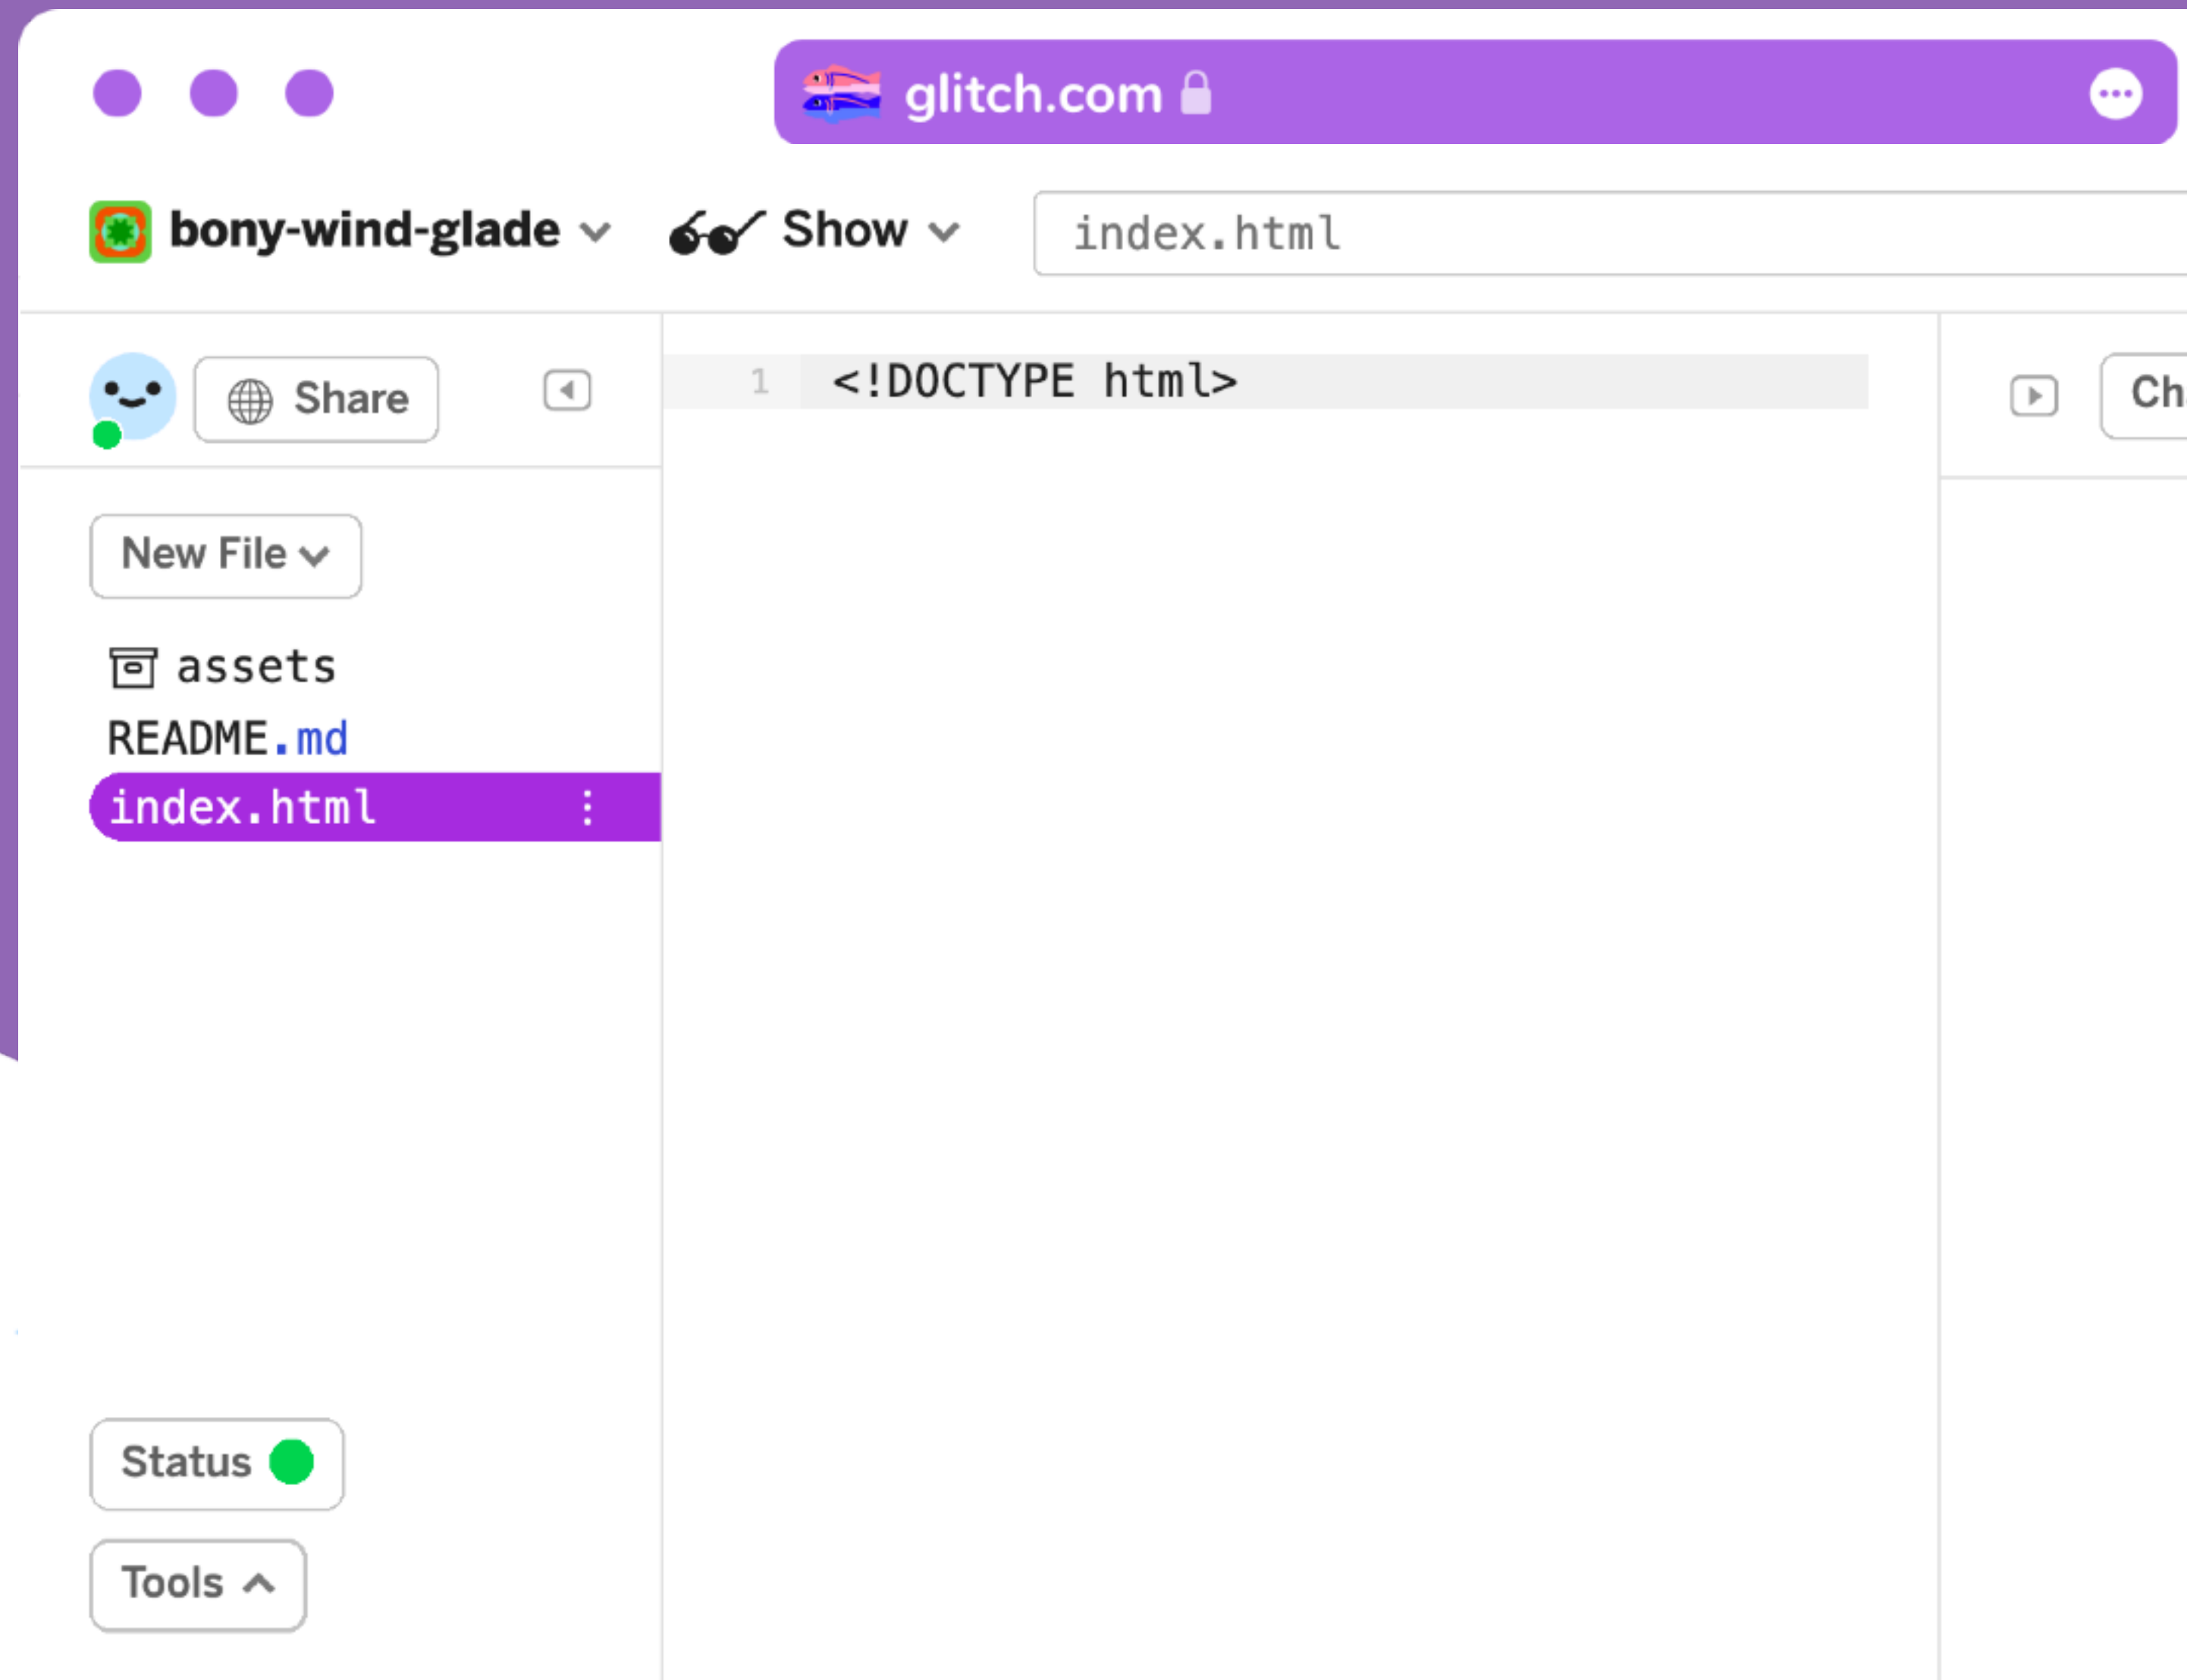 glitch.com
bony-wind-glade Show index.html
Share
1 <!DOCTYPE html>
New File
assets
README.md
index.html
Status
Tools